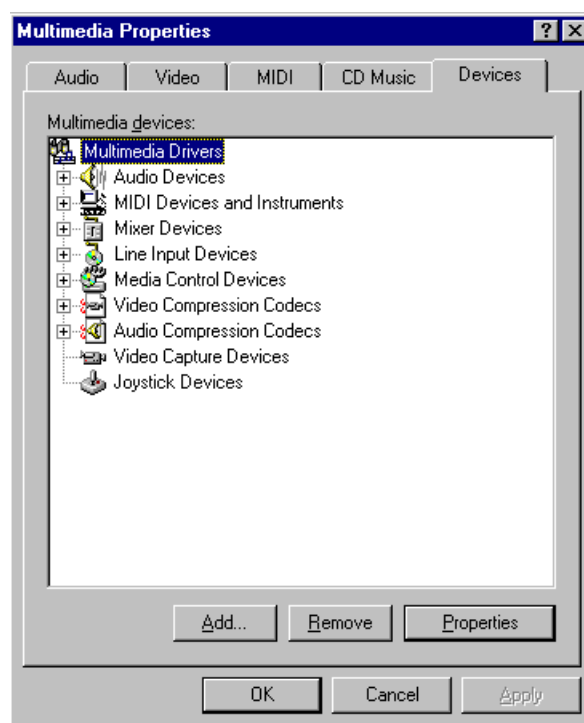 Multimedia Properties
Audio Video MIDI CD Music Devices
Multimedia devices:
Multimedia Drivers
Audio Devices
MIDI Devices and Instruments
Mixer Devices
Line Input Devices
Media Control Devices
Video Compression Codecs
Audio Compression Codecs
Video Capture Devices
Joystick Devices
Add... Remove Properties
OK Cancel Apply